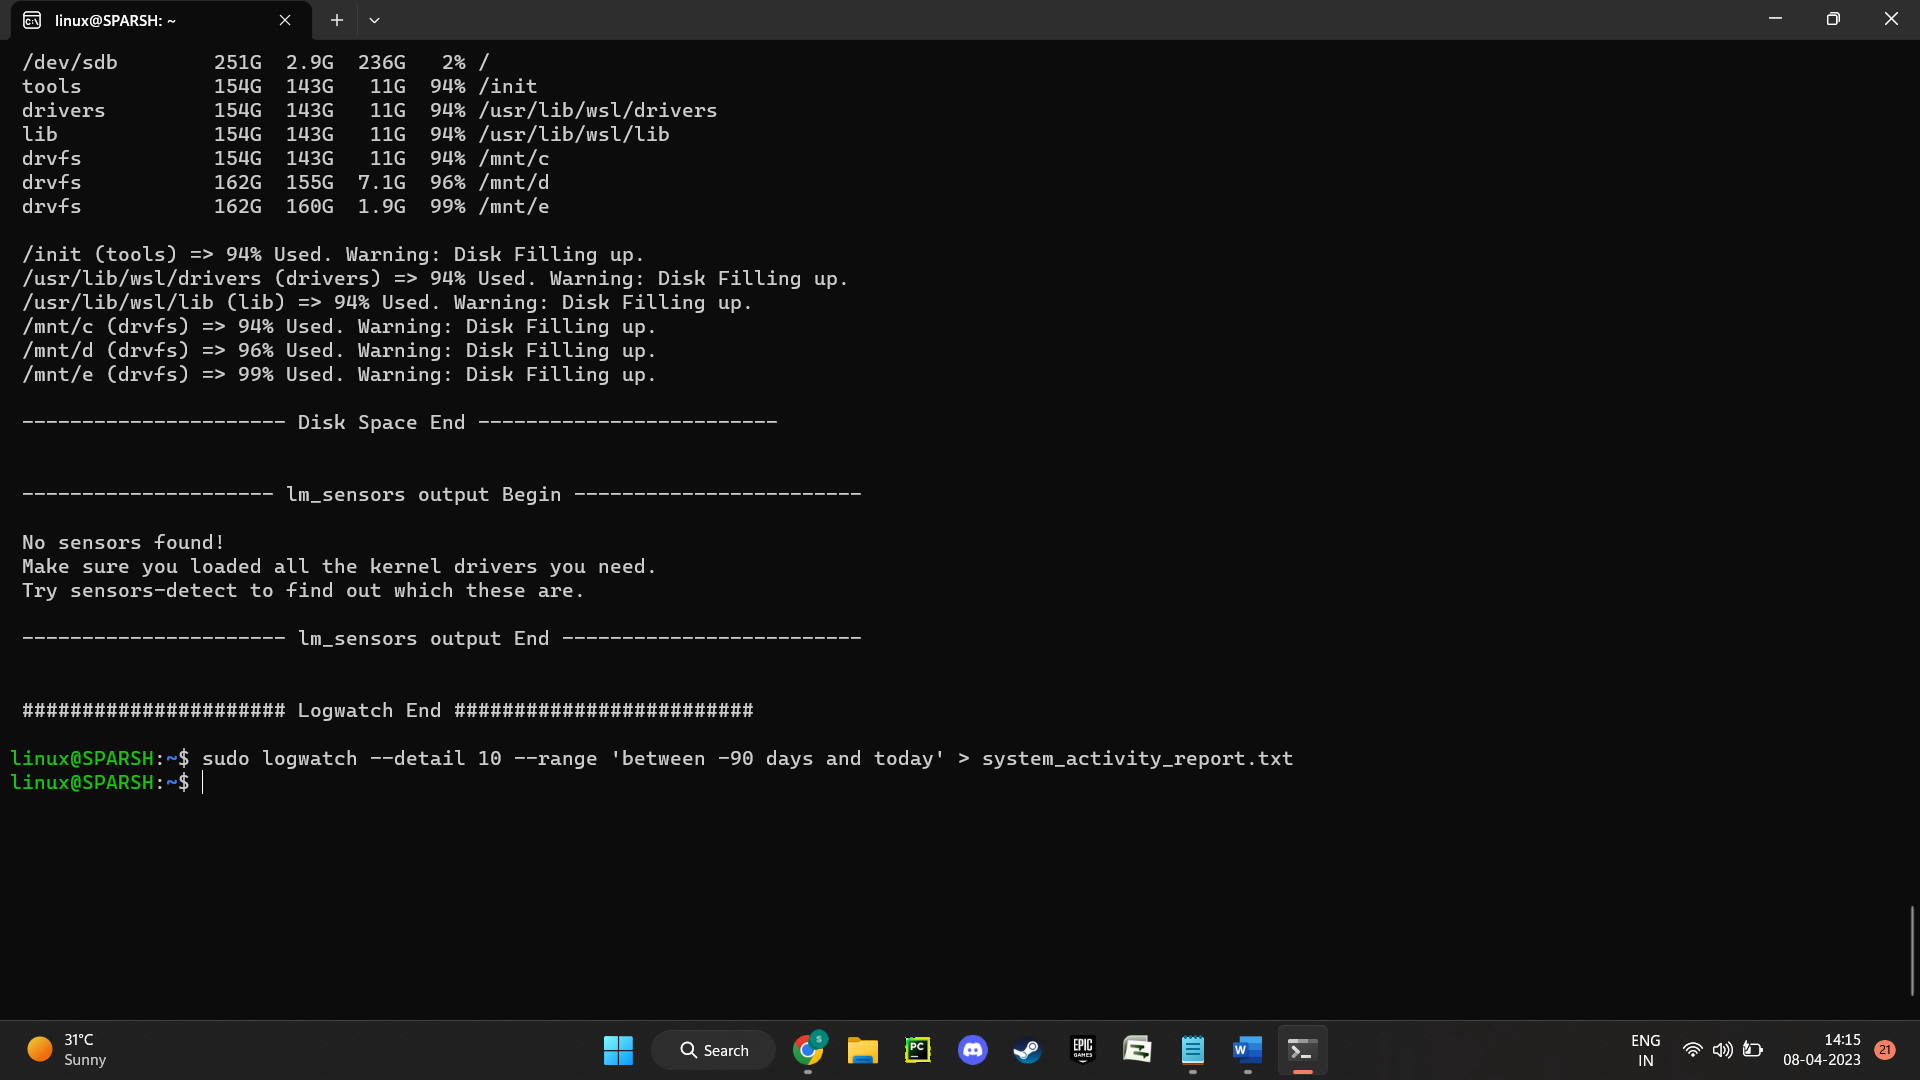 linux@SPARSH: ~
/dev/sdb        251G  2.9G  236G   2% /
tools           154G  143G   11G  94% /init
drivers         154G  143G   11G  94% /usr/lib/wsl/drivers
lib             154G  143G   11G  94% /usr/lib/wsl/lib
drvfs           154G  143G   11G  94% /mnt/c
drvfs           162G  155G  7.1G  96% /mnt/d
drvfs           162G  160G  1.9G  99% /mnt/e
/init (tools) => 94% Used. Warning: Disk Filling up.
/usr/lib/wsl/drivers (drivers) => 94% Used. Warning: Disk Filling up.
/usr/lib/wsl/lib (lib) => 94% Used. Warning: Disk Filling up.
/mnt/c (drvfs) => 94% Used. Warning: Disk Filling up.
/mnt/d (drvfs) => 96% Used. Warning: Disk Filling up.
/mnt/e (drvfs) => 99% Used. Warning: Disk Filling up.
---------------------- Disk Space End -------------------------
--------------------- lm_sensors output Begin ------------------------
No sensors found!
Make sure you loaded all the kernel drivers you need.
Try sensors-detect to find out which these are.
---------------------- lm_sensors output End -------------------------
###################### Logwatch End #########################
linux@SPARSH:~$ sudo logwatch --detail 10 --range 'between -90 days and today' > system_activity_report.txt
linux@SPARSH:~$
31°C
Sunny
Search
S
PC
EPIC
GAMES
W
ENG
IN
14:15
08-04-2023
21